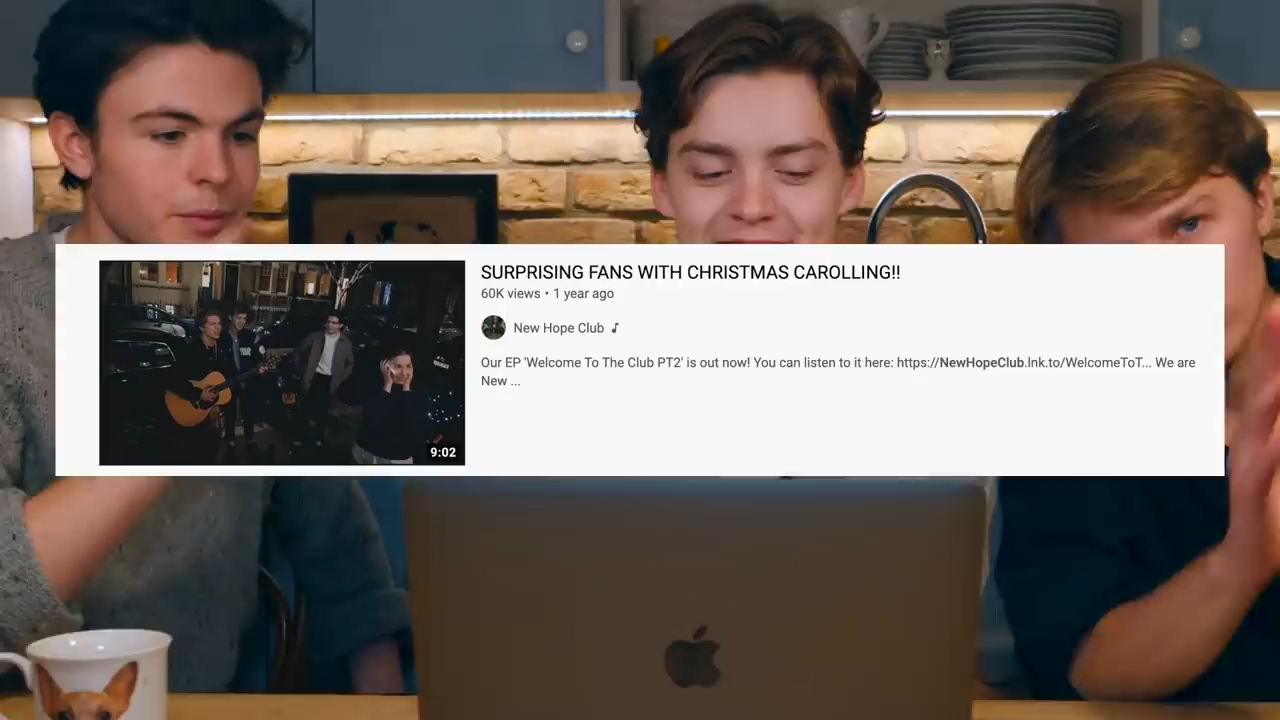 SURPRISING FANS WITH CHRISTMAS CAROLLING!!
60K views • 1 year ago
New Hope Club
Our EP 'Welcome To The Club PT2' is out now! You can listen to it here: https://NewHopeClub.lnk.to/WelcomeToT... We are
New ...
9:02